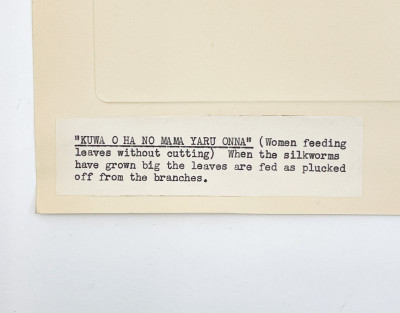 "KUWA O HA NO MAMA YARU ONNA" (Women feeding
leaves without cutting) When the silkworms
have grown big the leaves are fed as plucked
off from the branches.